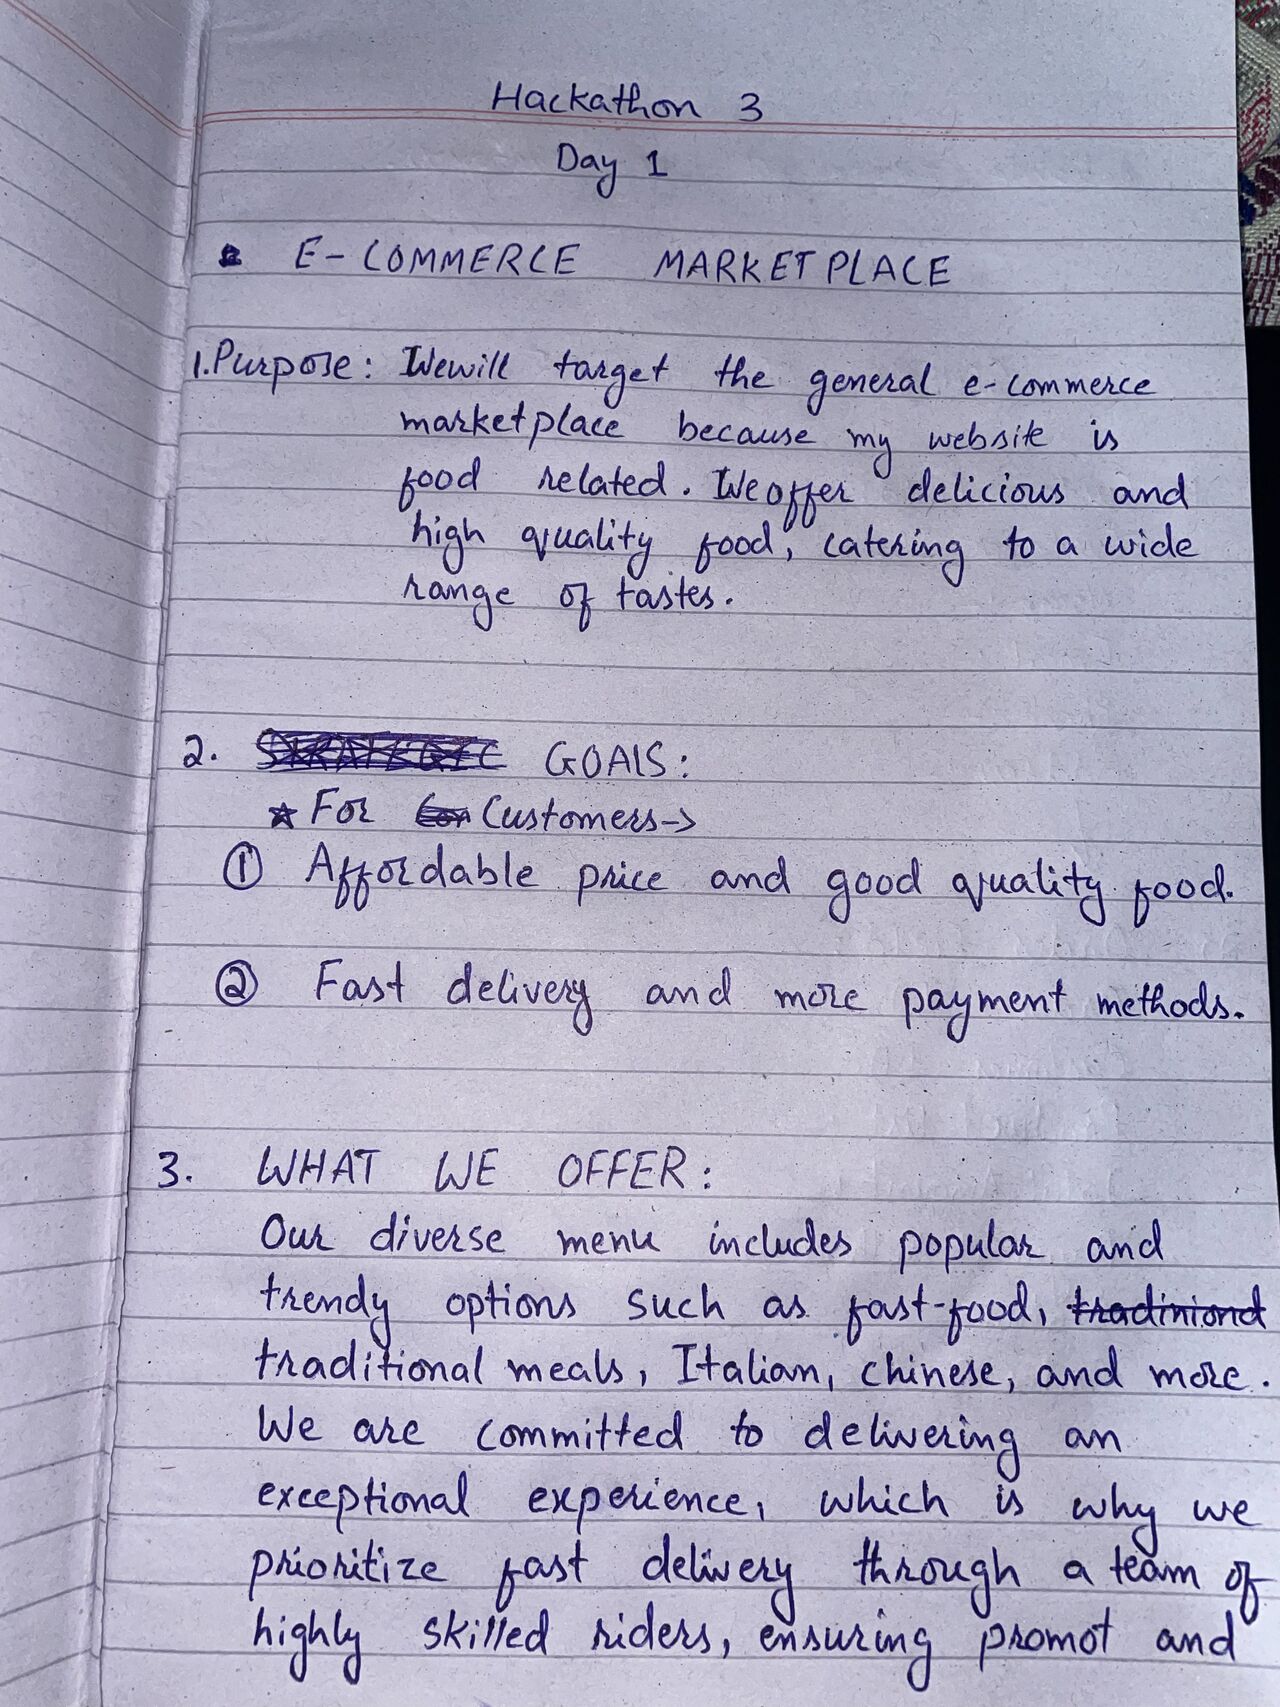 Hackathon 3
Day 1
E-COMMERCE MARKETPLACE
1.Purpose: Wewill target the general e-commerce
marketplace because my website is
food related. We offer delicious and
high quality food, catering to a wide
range of tastes.
2. STRATEGIC GOAlS:
★ For Customers->
① Affordable price and good quality food.
② Fast delivery and more payment methods.
3. WHAT WE OFFER:
Our diverse menu includes popular and
trendy options such as fast-food, tradiniond
traditional meals, Italian, chinese, and more.
We are committed to delivering an
exceptional experience, which is why we
prioritize fast delivery through a team of
highly skilled riders, ensuring promot and